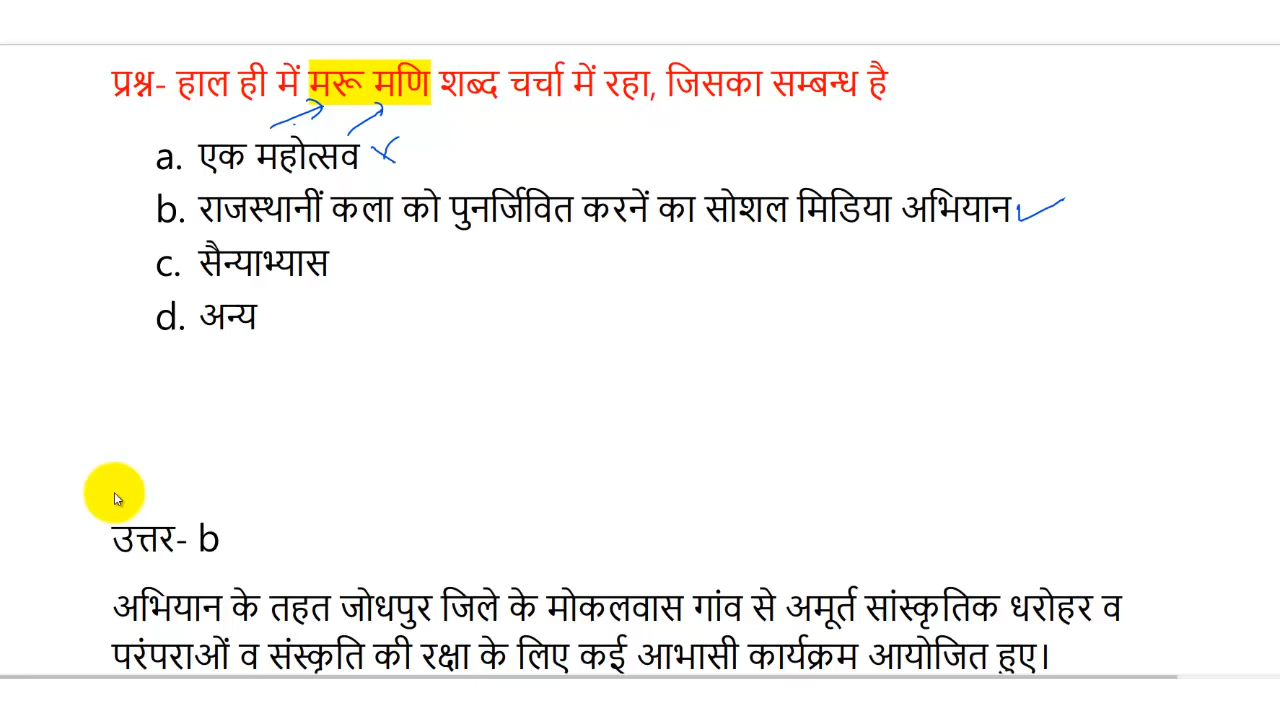 प्रश्न- हाल ही में मरू मणि शब्द चर्चा में रहा, जिसका सम्बन्ध है
a. एक महोत्सव
b. राजस्थानीं कला को पुनर्जिवित करनें का सोशल मिडिया अभियान
c. सैन्याभ्यास
d. अन्य
उत्तर- b
अभियान के तहत जोधपुर जिले के मोकलवास गांव से अमूर्त सांस्कृतिक धरोहर व
परंपराओं व संस्कृति की रक्षा के लिए कई आभासी कार्यक्रम आयोजित हुए।